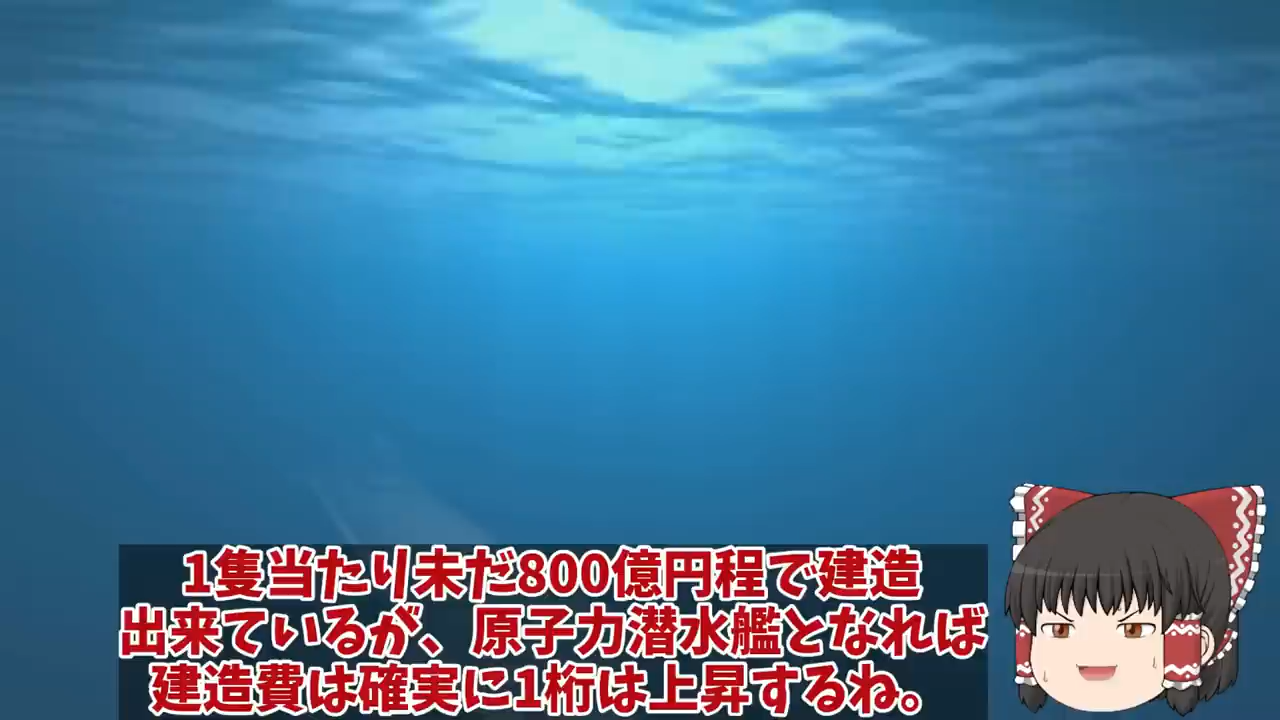 1隻当たり未だ800億円程で建造
出来ているが、原子力潜水艦となれば
建造費は確実に1桁は上昇するね。